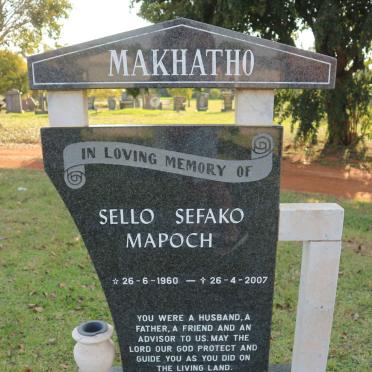 MAKHATHO
IN LOVING MEMORY OF
SELLO SEFAKO
MAPOCH
☆ 26-6-1960 — † 26-4-2007
YOU WERE A HUSBAND, A
FATHER, A FRIEND AND AN
ADVISOR TO US. MAY THE
LORD OUR GOD PROTECT AND
GUIDE YOU AS YOU DID ON
THE LIVING LAND.